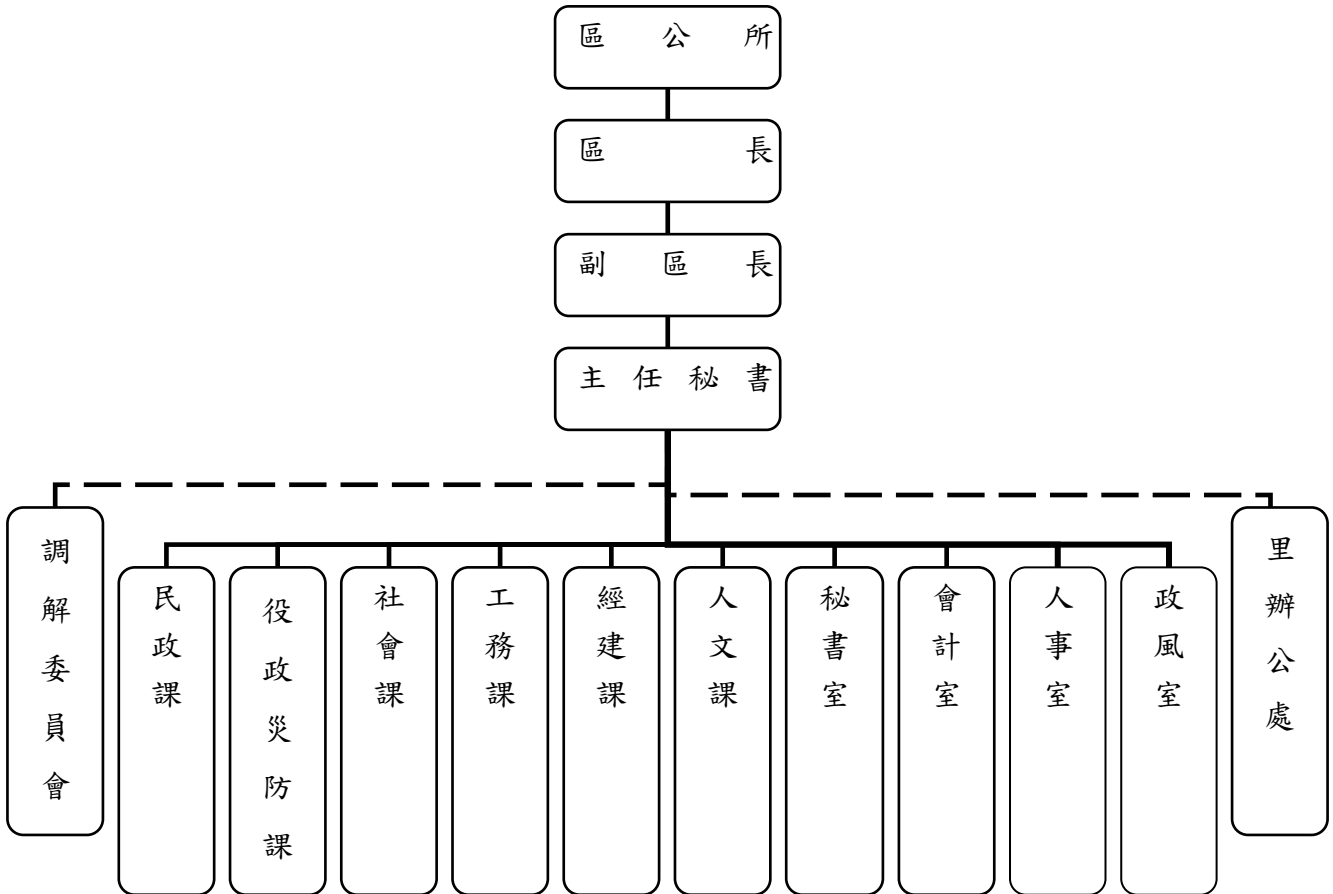 區公所
區長
副區長
主任秘書
調解委員會
民政課
役政災防課
社會課
工務課
經建課
人文課
秘書室
會計室
人事室
政風室
里辦公處